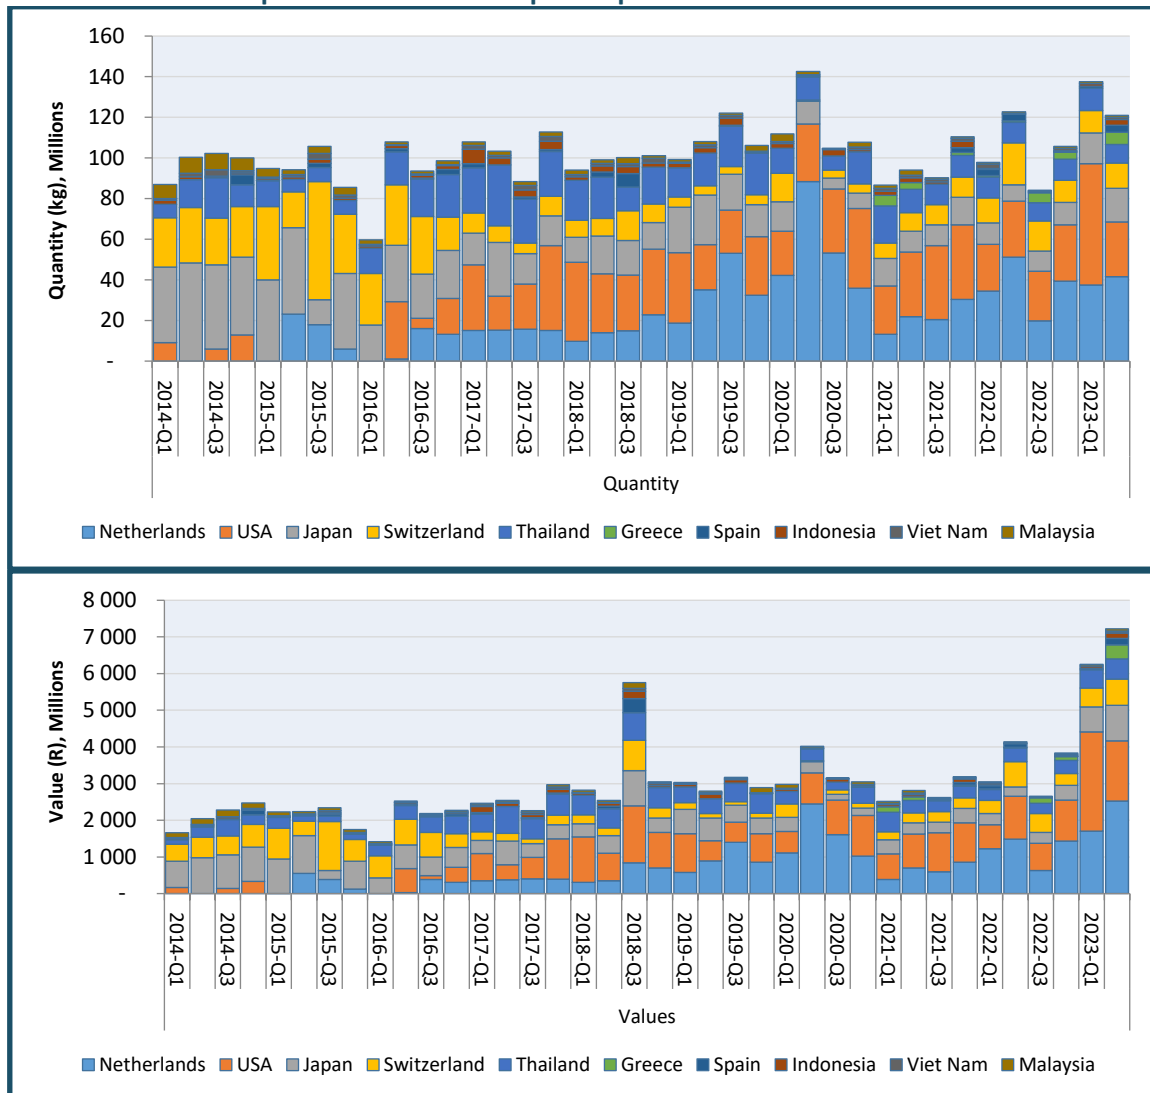 160
140
120
100
80
60
40
20
-
Quantity (kg), Millions
2014-Q1
2014-Q3
2015-Q1
2015-Q3
2016-Q1
2016-Q3
2017-Q1
2017-Q3
2018-Q1
2018-Q3
2019-Q1
2019-Q3
2020-Q1
2020-Q3
2021-Q1
2021-Q3
2022-Q1
2022-Q3
2023-Q1
Quantity
Netherlands USA Japan Switzerland Thailand Greece Spain Indonesia Viet Nam Malaysia
8 000
7 000
6 000
5 000
4 000
3 000
2 000
1 000
-
Value (R), Millions
2014-Q1
2014-Q3
2015-Q1
2015-Q3
2016-Q1
2016-Q3
2017-Q1
2017-Q3
2018-Q1
2018-Q3
2019-Q1
2019-Q3
2020-Q1
2020-Q3
2021-Q1
2021-Q3
2022-Q1
2022-Q3
2023-Q1
Values
Netherlands USA Japan Switzerland Thailand Greece Spain Indonesia Viet Nam Malaysia